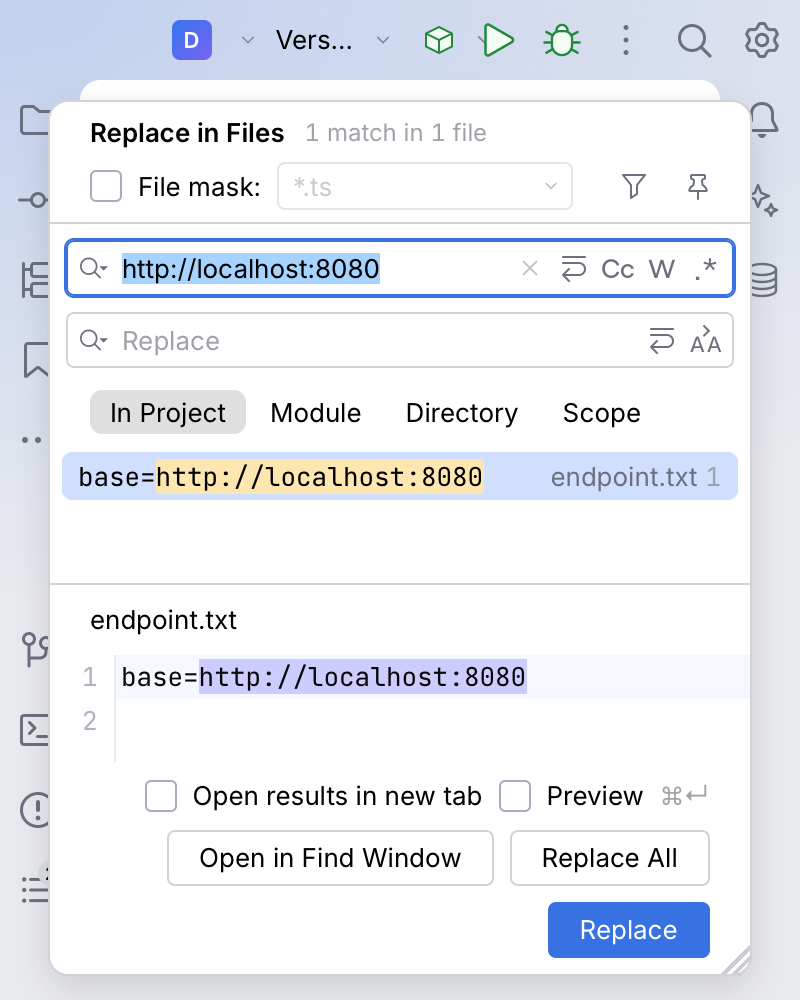 D Vers...
Replace in Files 1 match in 1 file
File mask: *.ts
http://localhost:8080 Cc W .*
Replace AA
In Project Module Directory Scope
base=http://localhost:8080 endpoint.txt 1
endpoint.txt
1 base=http://localhost:8080
2
Open results in new tab Preview ⌘↵
Open in Find Window Replace All
Replace